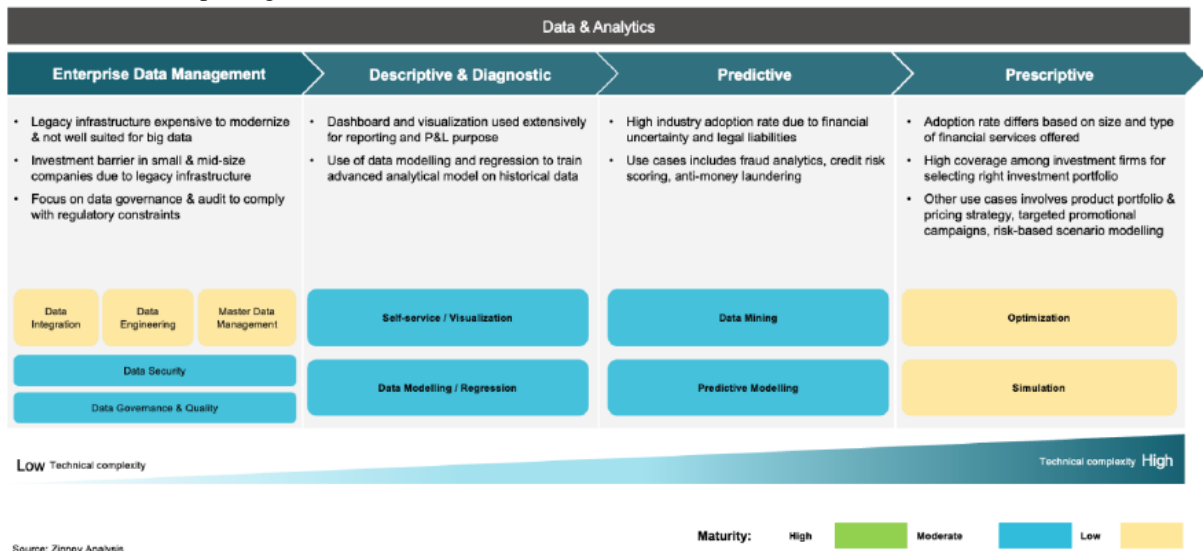 Data & Analytics
Enterprise Data Management
Descriptive & Diagnostic
Predictive
Prescriptive
• Legacy infrastructure expensive to modernize
& not well suited for big data
• Investment barrier in small & mid-size
companies due to legacy infrastructure
• Focus on data governance & audit to comply
with regulatory constraints
• Dashboard and visualization used extensively
for reporting and P&L purpose
• Use of data modelling and regression to train
advanced analytical model on historical data
• High industry adoption rate due to financial
uncertainty and legal liabilities
• Use cases includes fraud analytics, credit risk
scoring, anti-money laundering
• Adoption rate differs based on size and type
of financial services offered
• High coverage among investment firms for
selecting right investment portfolio
• Other use cases involves product portfolio &
pricing strategy, targeted promotional
campaigns, risk-based scenario modelling
Data
Integration
Data
Engineering
Master Data
Management
Data Security
Data Governance & Quality
Self-service / Visualization
Data Modelling / Regression
Data Mining
Predictive Modelling
Optimization
Simulation
Low Technical complexity
Technical complexity High
Maturity: High Moderate Low
Source: Zinnov Analysis